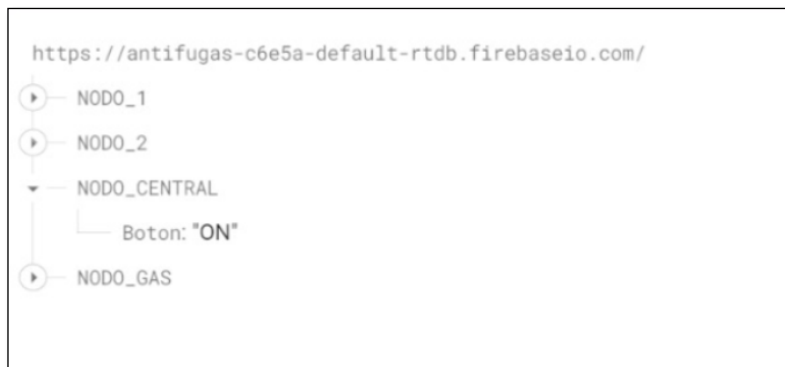 https://antifugas-c6e5a-default-rtdb.firebaseio.com/
NODO_1
NODO_2
NODO_CENTRAL
Boton: "ON"
NODO_GAS